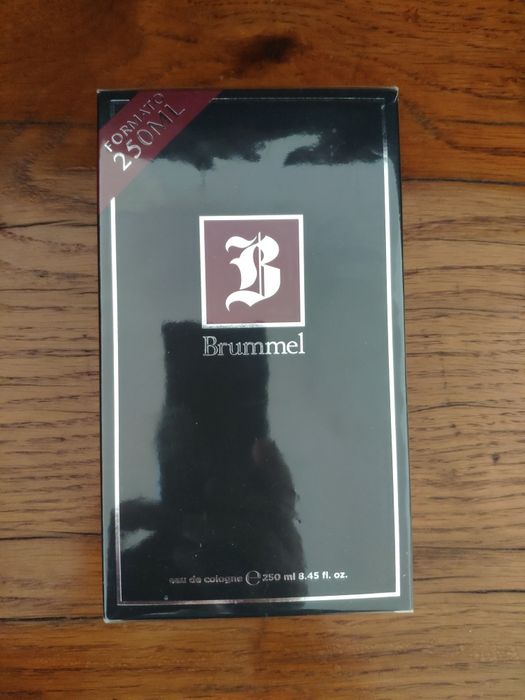 FORMATO
250ML
B
Brummel
eau de cologne ℮ 250 ml 8.45 fl. oz.